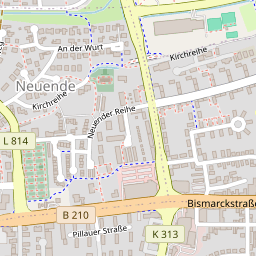 An der Wurt
Kirchreihe
Neuende
Kirchreihe
Neuender Reihe
L 814
B 210
Bismarckstraße
Pillauer Straße
K 313